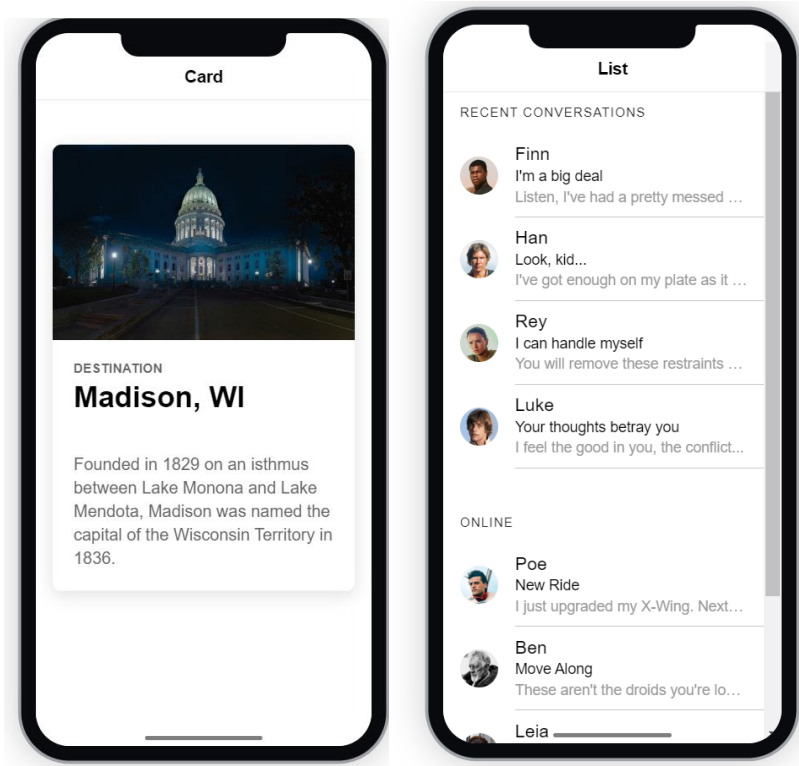 Card
DESTINATION
Madison, WI
Founded in 1829 on an isthmus
between Lake Monona and Lake
Mendota, Madison was named the
capital of the Wisconsin Territory in
1836.
List
RECENT CONVERSATIONS
Finn
I'm a big deal
Listen, I've had a pretty messed …
Han
Look, kid...
I've got enough on my plate as it …
Rey
I can handle myself
You will remove these restraints …
Luke
Your thoughts betray you
I feel the good in you, the conflict...
ONLINE
Poe
New Ride
I just upgraded my X-Wing. Next…
Ben
Move Along
These aren't the droids you're lo…
Leia